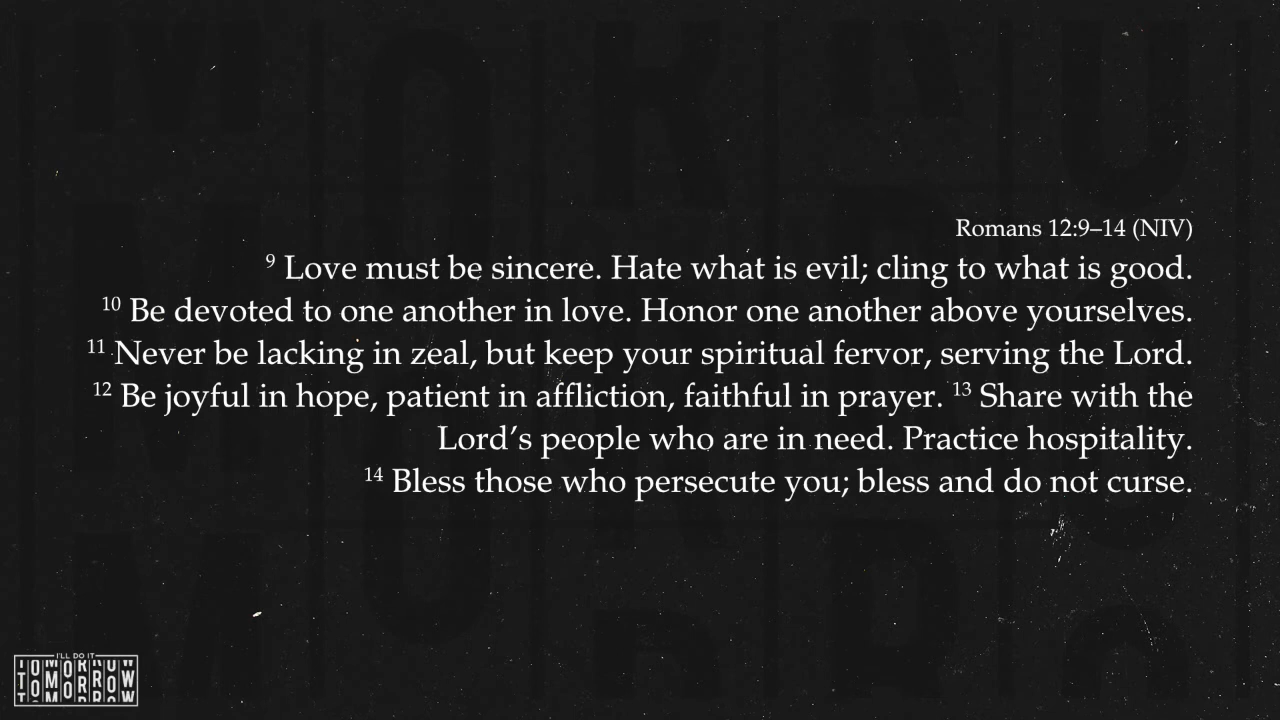 Romans 12:9–14 (NIV)
⁹ Love must be sincere. Hate what is evil; cling to what is good.
¹⁰ Be devoted to one another in love. Honor one another above yourselves.
¹¹ Never be lacking in zeal, but keep your spiritual fervor, serving the Lord.
¹² Be joyful in hope, patient in affliction, faithful in prayer. ¹³ Share with the
Lord’s people who are in need. Practice hospitality.
¹⁴ Bless those who persecute you; bless and do not curse.
I'LL DO IT
TOMORROW
TOMORROW
TOMORROW